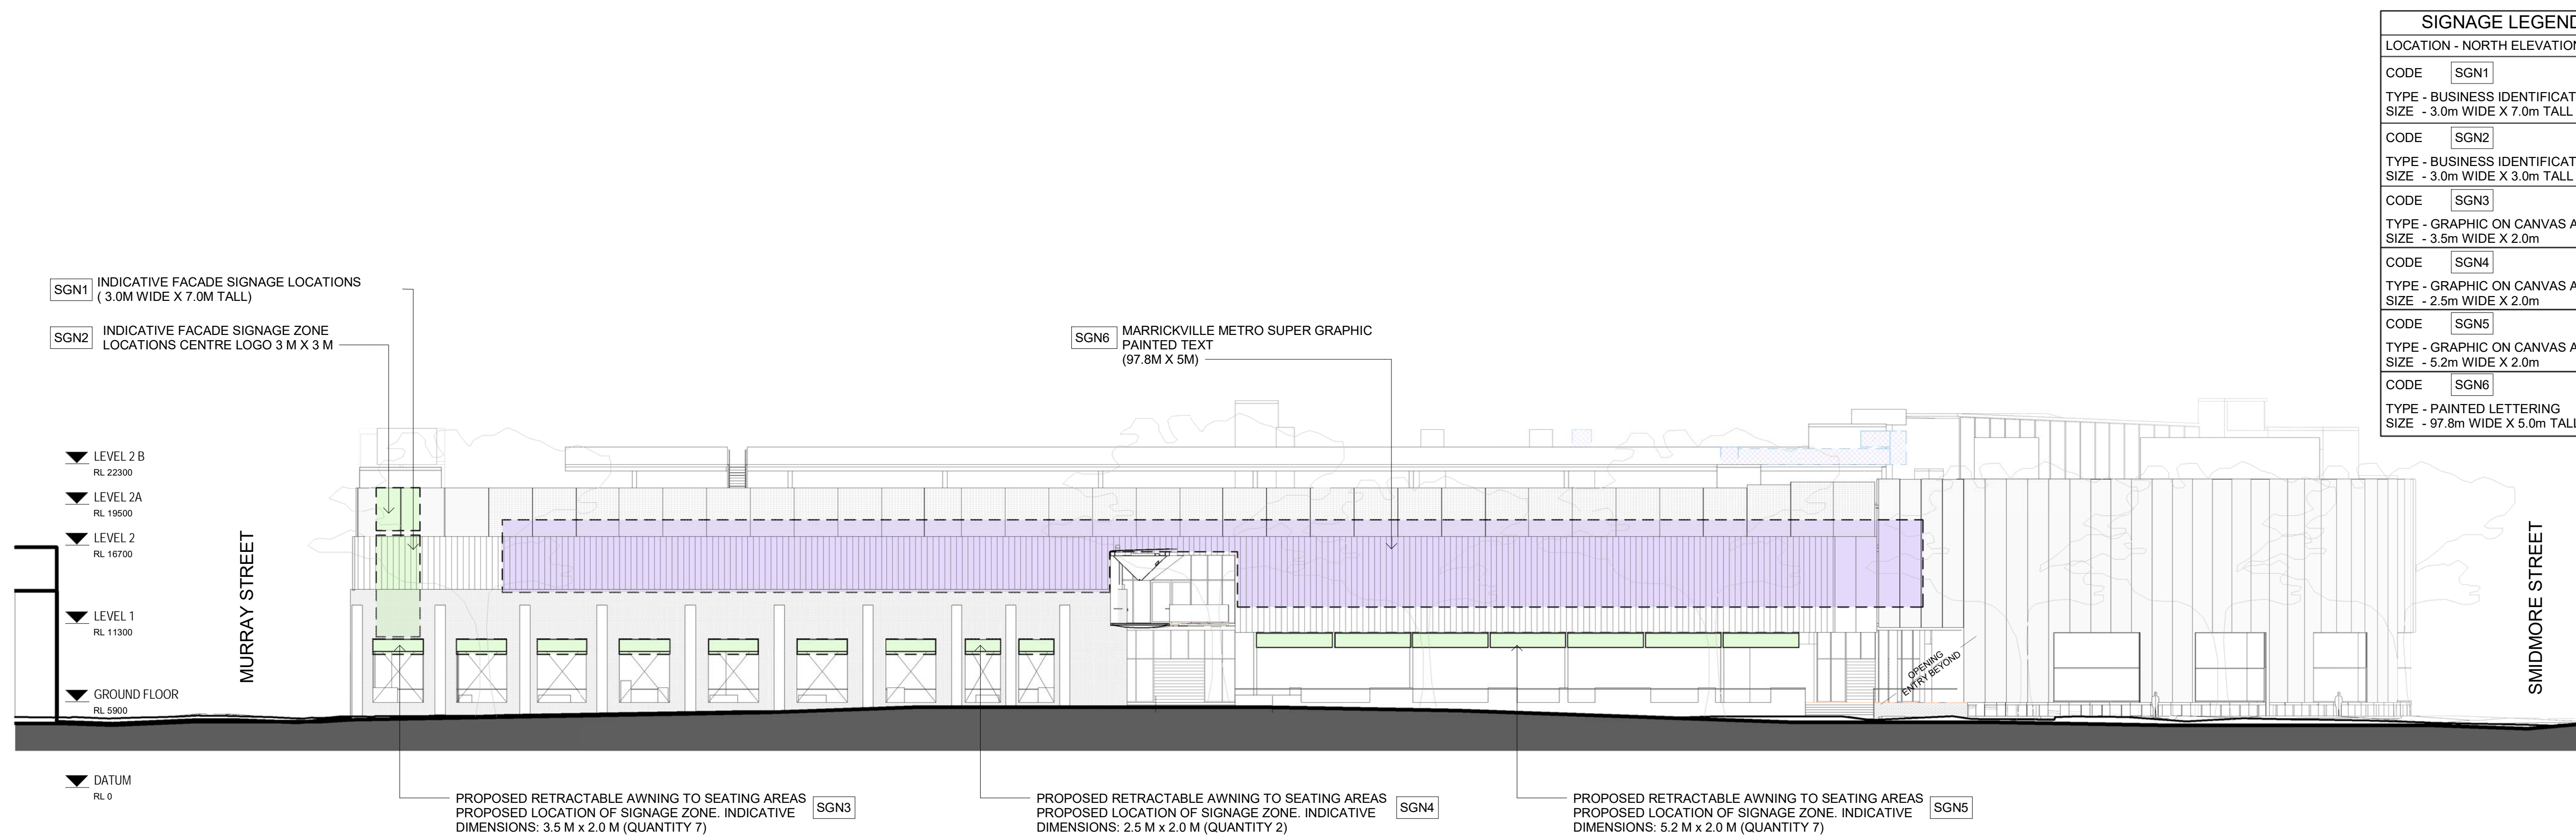 SIGNAGE LEGEND
LOCATION - NORTH ELEVATION
CODE SGN1
TYPE - BUSINESS IDENTIFICAT
SIZE - 3.0m WIDE X 7.0m TALL
CODE SGN2
TYPE - BUSINESS IDENTIFICAT
SIZE - 3.0m WIDE X 3.0m TALL
CODE SGN3
TYPE - GRAPHIC ON CANVAS A
SIZE - 3.5m WIDE X 2.0m
CODE SGN4
TYPE - GRAPHIC ON CANVAS A
SIZE - 2.5m WIDE X 2.0m
CODE SGN5
TYPE - GRAPHIC ON CANVAS A
SIZE - 5.2m WIDE X 2.0m
CODE SGN6
TYPE - PAINTED LETTERING
SIZE - 97.8m WIDE X 5.0m TALL
SGN1
INDICATIVE FACADE SIGNAGE LOCATIONS
( 3.0M WIDE X 7.0M TALL)
SGN2
INDICATIVE FACADE SIGNAGE ZONE
LOCATIONS CENTRE LOGO 3 M X 3 M
SGN6
MARRICKVILLE METRO SUPER GRAPHIC
PAINTED TEXT
(97.8M X 5M)
LEVEL 2 B
RL 22300
LEVEL 2A
RL 19500
LEVEL 2
RL 16700
LEVEL 1
RL 11300
GROUND FLOOR
RL 5900
DATUM
RL 0
MURRAY STREET
OPENING
ENTRY BEYOND
SMIDMORE STREET
PROPOSED RETRACTABLE AWNING TO SEATING AREAS
PROPOSED LOCATION OF SIGNAGE ZONE. INDICATIVE
DIMENSIONS: 3.5 M x 2.0 M (QUANTITY 7)
SGN3
PROPOSED RETRACTABLE AWNING TO SEATING AREAS
PROPOSED LOCATION OF SIGNAGE ZONE. INDICATIVE
DIMENSIONS: 2.5 M x 2.0 M (QUANTITY 2)
SGN4
PROPOSED RETRACTABLE AWNING TO SEATING AREAS
PROPOSED LOCATION OF SIGNAGE ZONE. INDICATIVE
DIMENSIONS: 5.2 M x 2.0 M (QUANTITY 7)
SGN5